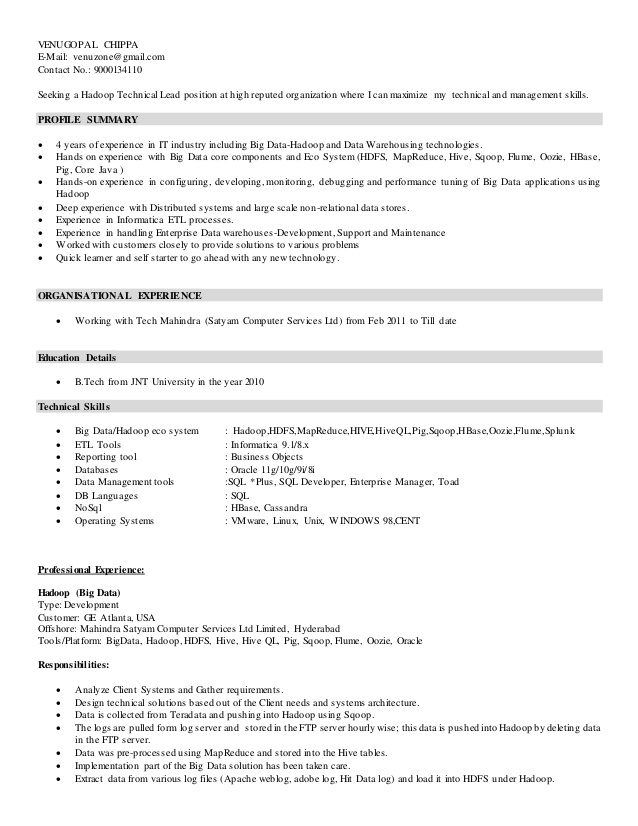 VENUGOPAL CHIPPA
E-Mail: venuzone@gmail.com
Contact No.: 9000134110
Seeking a Hadoop Technical Lead position at high reputed organization where I can maximize my technical and management skills.
PROFILE SUMMARY
• 4 years of experience in IT industry including Big Data-Hadoop and Data Warehousing technologies.
• Hands on experience with Big Data core components and Eco System (HDFS, MapReduce, Hive, Sqoop, Flume, Oozie, HBase,
Pig, Core Java )
• Hands-on experience in configuring, developing, monitoring, debugging and performance tuning of Big Data applications using
Hadoop
• Deep experience with Distributed systems and large scale non-relational data stores.
• Experience in Informatica ETL processes.
• Experience in handling Enterprise Data warehouses-Development, Support and Maintenance
• Worked with customers closely to provide solutions to various problems
• Quick learner and self starter to go ahead with any new technology.
ORGANISATIONAL EXPERIENCE
• Working with Tech Mahindra (Satyam Computer Services Ltd) from Feb 2011 to Till date
Education Details
• B.Tech from JNT University in the year 2010
Technical Skills
• Big Data/Hadoop eco system : Hadoop,HDFS,MapReduce,HIVE,HiveQL,Pig,Sqoop,HBase,Oozie,Flume,Splunk
• ETL Tools : Informatica 9.1/8.x
• Reporting tool : Business Objects
• Databases : Oracle 11g/10g/9i/8i
• Data Management tools :SQL *Plus, SQL Developer, Enterprise Manager, Toad
• DB Languages : SQL
• NoSql : HBase, Cassandra
• Operating Systems : VMware, Linux, Unix, WINDOWS 98,CENT
Professional Experience:
Hadoop (Big Data)
Type: Development
Customer: GE Atlanta, USA
Offshore: Mahindra Satyam Computer Services Ltd Limited, Hyderabad
Tools/Platform: BigData, Hadoop, HDFS, Hive, Hive QL, Pig, Sqoop, Flume, Oozie, Oracle
Responsibilities:
• Analyze Client Systems and Gather requirements.
• Design technical solutions based out of the Client needs and systems architecture.
• Data is collected from Teradata and pushing into Hadoop using Sqoop.
• The logs are pulled form log server and stored in the FTP server hourly wise; this data is pushed into Hadoop by deleting data
in the FTP server.
• Data was pre-processed using MapReduce and stored into the Hive tables.
• Implementation part of the Big Data solution has been taken care.
• Extract data from various log files (Apache weblog, adobe log, Hit Data log) and load it into HDFS under Hadoop.